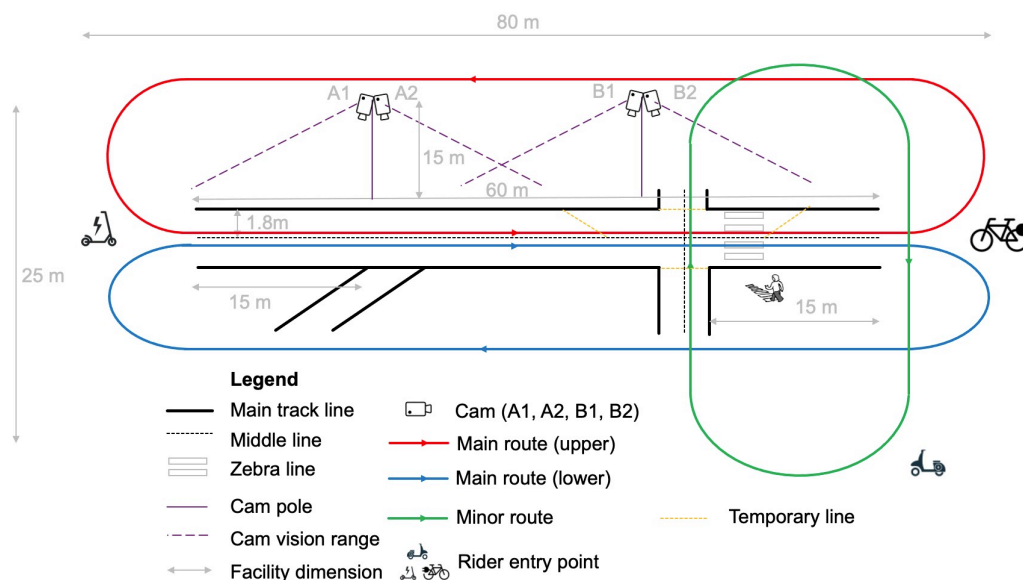 80 m
A1 A2 B1 B2
15 m
60 m
1.8m
25 m
15 m
15 m
Legend
Main track line
Middle line
Zebra line
Cam pole
Cam vision range
Facility dimension
Cam (A1, A2, B1, B2)
Main route (upper)
Main route (lower)
Minor route
Rider entry point
Temporary line